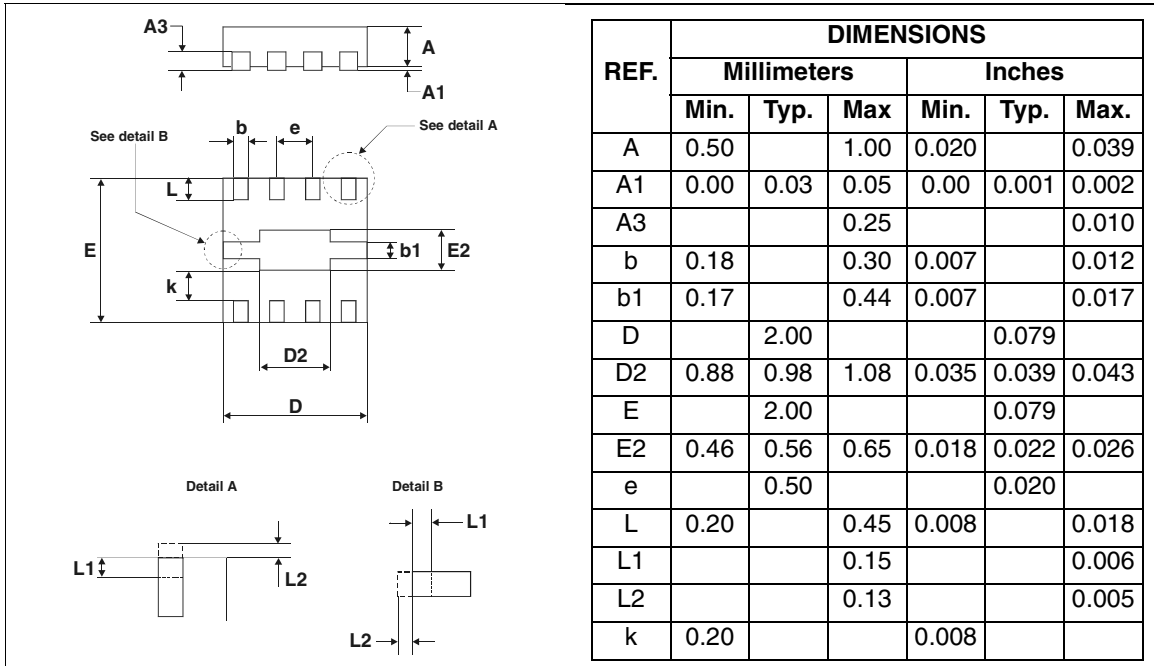 A3
A
A1
See detail B
b
e
See detail A
L
E
b1
E2
k
D2
D
Detail A
Detail B
L1
L1
L2
L2
REF.
DIMENSIONS
Millimeters Inches
Min. Typ. Max Min. Typ. Max.
A 0.50 1.00 0.020 0.039
A1 0.00 0.03 0.05 0.00 0.001 0.002
A3 0.25 0.010
b 0.18 0.30 0.007 0.012
b1 0.17 0.44 0.007 0.017
D 2.00 0.079
D2 0.88 0.98 1.08 0.035 0.039 0.043
E 2.00 0.079
E2 0.46 0.56 0.65 0.018 0.022 0.026
e 0.50 0.020
L 0.20 0.45 0.008 0.018
L1 0.15 0.006
L2 0.13 0.005
k 0.20 0.008